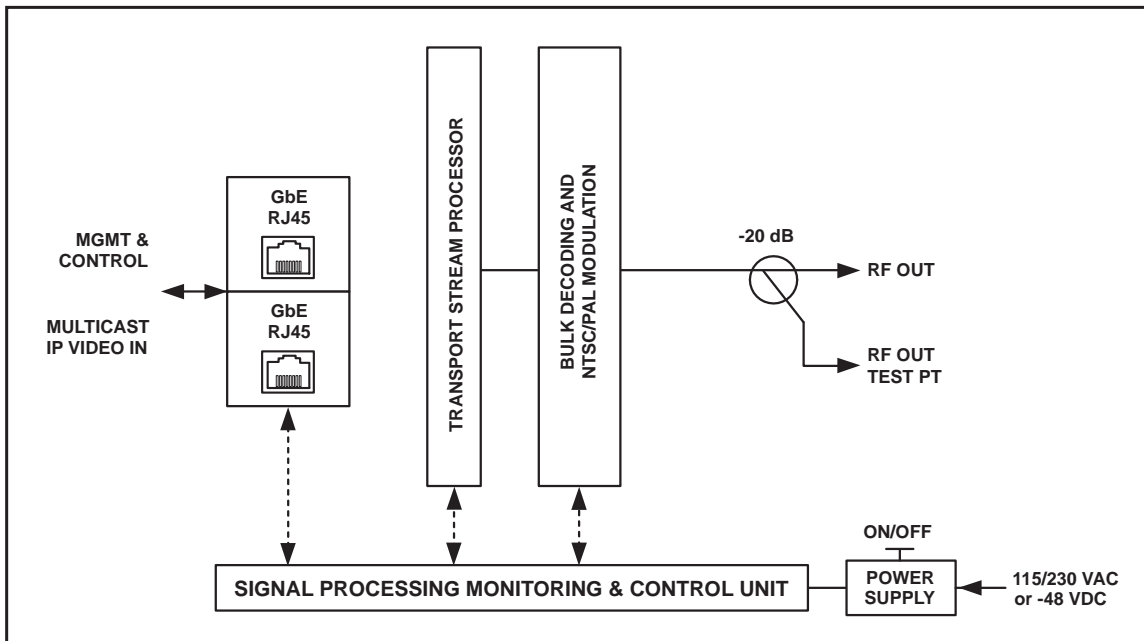 GbE
RJ45
MGMT &
CONTROL
GbE
RJ45
MULTICAST
IP VIDEO IN
TRANSPORT STREAM PROCESSOR
BULK DECODING AND
NTSC/PAL MODULATION
-20 dB
RF OUT
RF OUT
TEST PT
SIGNAL PROCESSING MONITORING & CONTROL UNIT
ON/OFF
POWER
SUPPLY
115/230 VAC
or -48 VDC